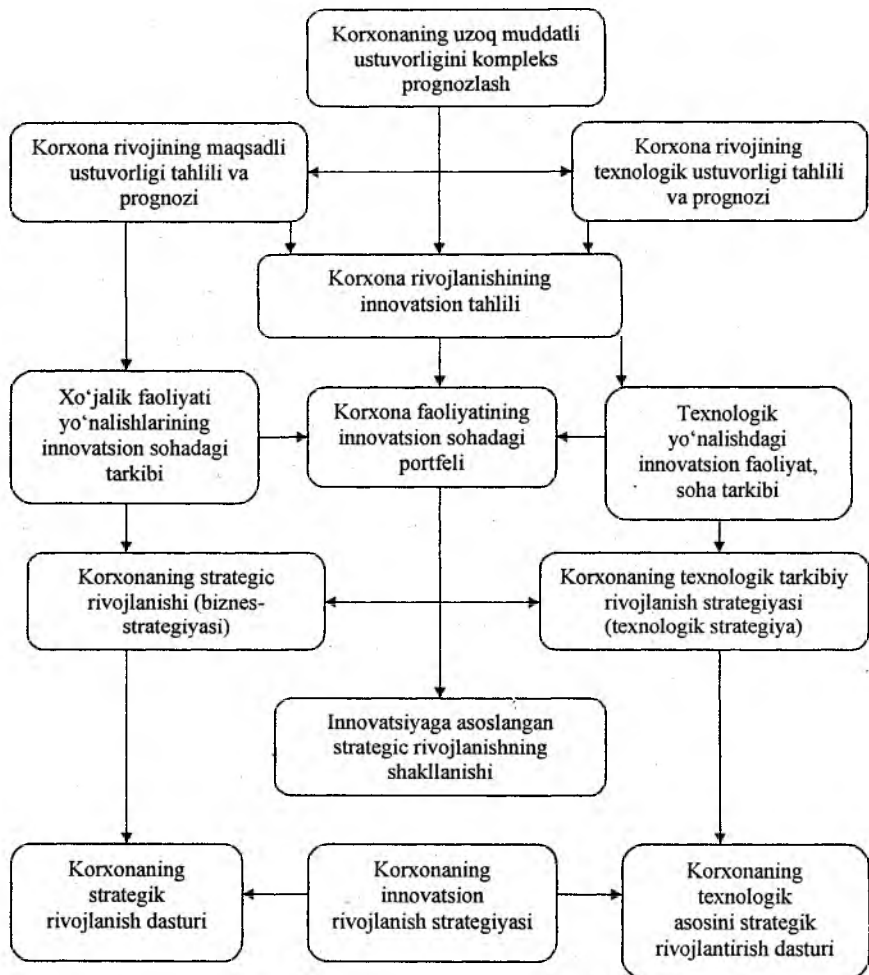 Korxonaning uzoq muddatli
ustuvorligini kompleks
prognozlash
Korxona rivojining maqsadli
ustuvorligi tahlili va
prognozi
Korxona rivojining
texnologik ustuvorligi tahlili
va prognozi
Korxona rivojlanishining
innovatsion tahlili
Xo‘jalik faoliyati
yo‘nalishlarining
innovatsion sohadagi
tarkibi
Korxona faoliyatining
innovatsion sohadagi
portfeli
Texnologik
yo‘nalishdagi
innovatsion faoliyat,
soha tarkibi
Korxonaning strategic
rivojlanishi (biznes-
strategiyasi)
Korxonaning texnologik tarkibiy
rivojlanish strategiyasi
(texnologik strategiya)
Innovatsiyaga asoslangan
strategic rivojlanishning
shakllanishi
Korxonaning
strategik
rivojlanish dasturi
Korxonaning
innovatsion
rivojlanish strategiyasi
Korxonaning
texnologik
asosini strategik
rivojlantirish dasturi